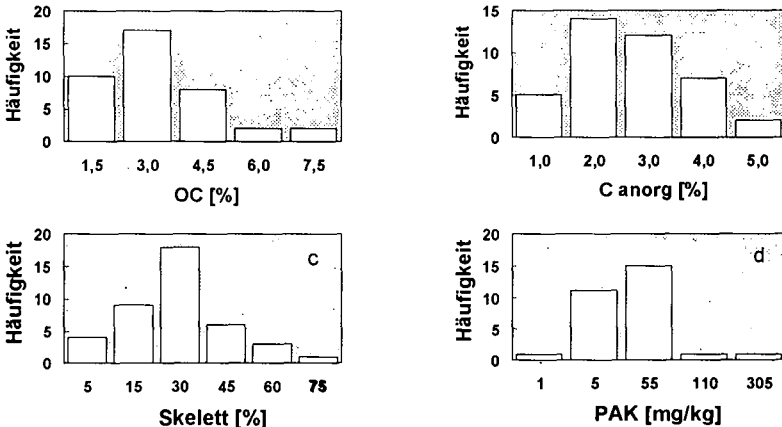 20
15
10
5
0
Häufigkeit
1,5 3,0 4,5 6,0 7,5
OC [%]
15
10
5
0
Häufigkeit
1,0 2,0 3,0 4,0 5,0
C anorg [%]
20
15
10
5
0
Häufigkeit
c
5 15 30 45 60 75
Skelett [%]
20
15
10
5
0
Häufigkeit
d
1 5 55 110 305
PAK [mg/kg]